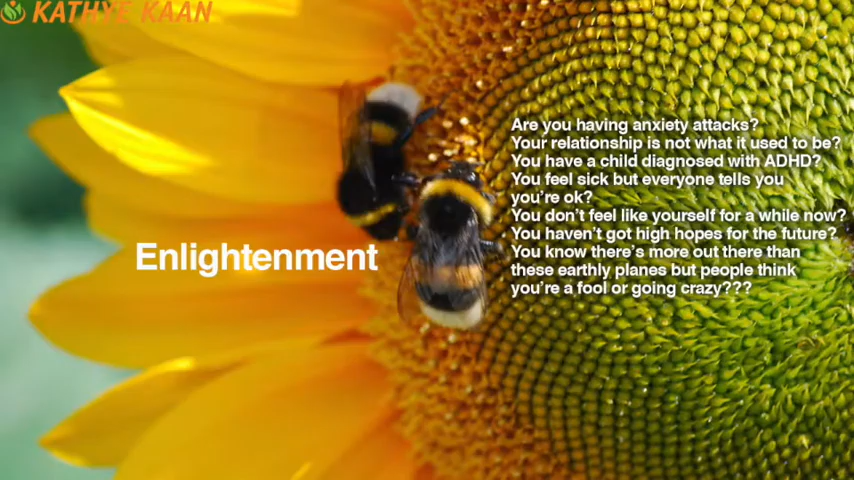 KATHYE KAAN
Are you having anxiety attacks?
Your relationship is not what it used to be?
You have a child diagnosed with ADHD?
You feel sick but everyone tells you
you're ok?
You don't feel like yourself for a while now?
You haven't got high hopes for the future?
You know there's more out there than
these earthly planes but people think
you're a fool or going crazy???
Enlightenment